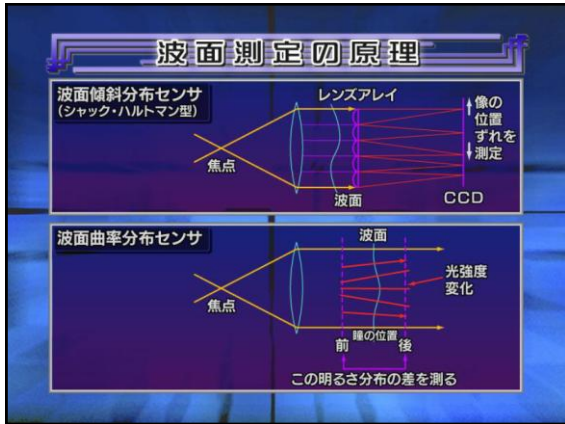 波面測定の原理
波面傾斜分布センサ
(シャック・ハルトマン型)
レンズアレイ
像の
位置
ずれを
測定
焦点
波面
CCD
波面曲率分布センサ
波面
光強度
変化
焦点
瞳の位置
前
後
この明るさ分布の差を測る